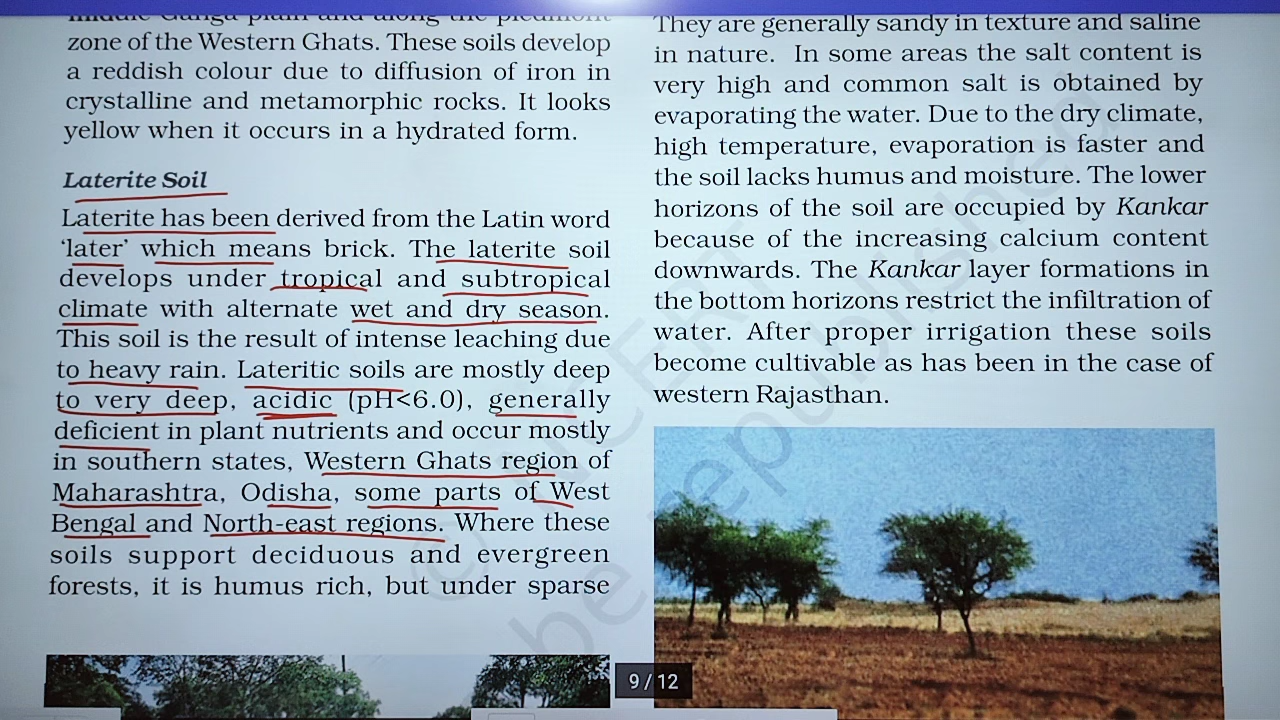 middle Ganga plain and along the piedmont
zone of the Western Ghats. These soils develop
a reddish colour due to diffusion of iron in
crystalline and metamorphic rocks. It looks
yellow when it occurs in a hydrated form.
Laterite Soil
Laterite has been derived from the Latin word
‘later’ which means brick. The laterite soil
develops under tropical and subtropical
climate with alternate wet and dry season.
This soil is the result of intense leaching due
to heavy rain. Lateritic soils are mostly deep
to very deep, acidic (pH<6.0), generally
deficient in plant nutrients and occur mostly
in southern states, Western Ghats region of
Maharashtra, Odisha, some parts of West
Bengal and North-east regions. Where these
soils support deciduous and evergreen
forests, it is humus rich, but under sparse
They are generally sandy in texture and saline
in nature. In some areas the salt content is
very high and common salt is obtained by
evaporating the water. Due to the dry climate,
high temperature, evaporation is faster and
the soil lacks humus and moisture. The lower
horizons of the soil are occupied by Kankar
because of the increasing calcium content
downwards. The Kankar layer formations in
the bottom horizons restrict the infiltration of
water. After proper irrigation these soils
become cultivable as has been in the case of
western Rajasthan.
9 / 12
© NCERT
be republished